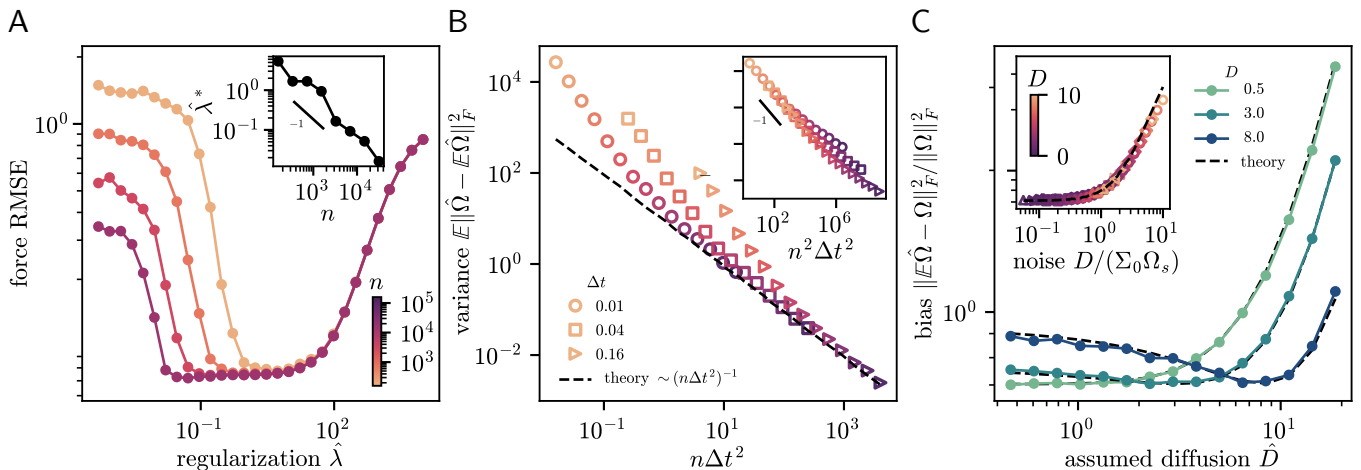 A
force RMSE
10^0
regularization λ̂
10^-1
10^2
λ̂*
10^0
10^-1
-1
n
10^3
10^4
n
10^5
10^4
10^3
B
variance 𝔼‖Ω̂ − 𝔼Ω̂‖²_F
10^4
10^2
10^0
10^-2
Δt
0.01
0.04
0.16
theory ~(nΔt²)^-1
10^-1
10^1
10^3
nΔt²
-1
10^2
10^6
n²Δt²
C
bias ‖𝔼Ω̂ − Ω‖²_F/‖Ω‖²_F
10^0
D
10
0
10^-1
10^0
10^1
noise D/(Σ₀Ω_s)
D
0.5
3.0
8.0
theory
10^0
10^1
assumed diffusion D̂